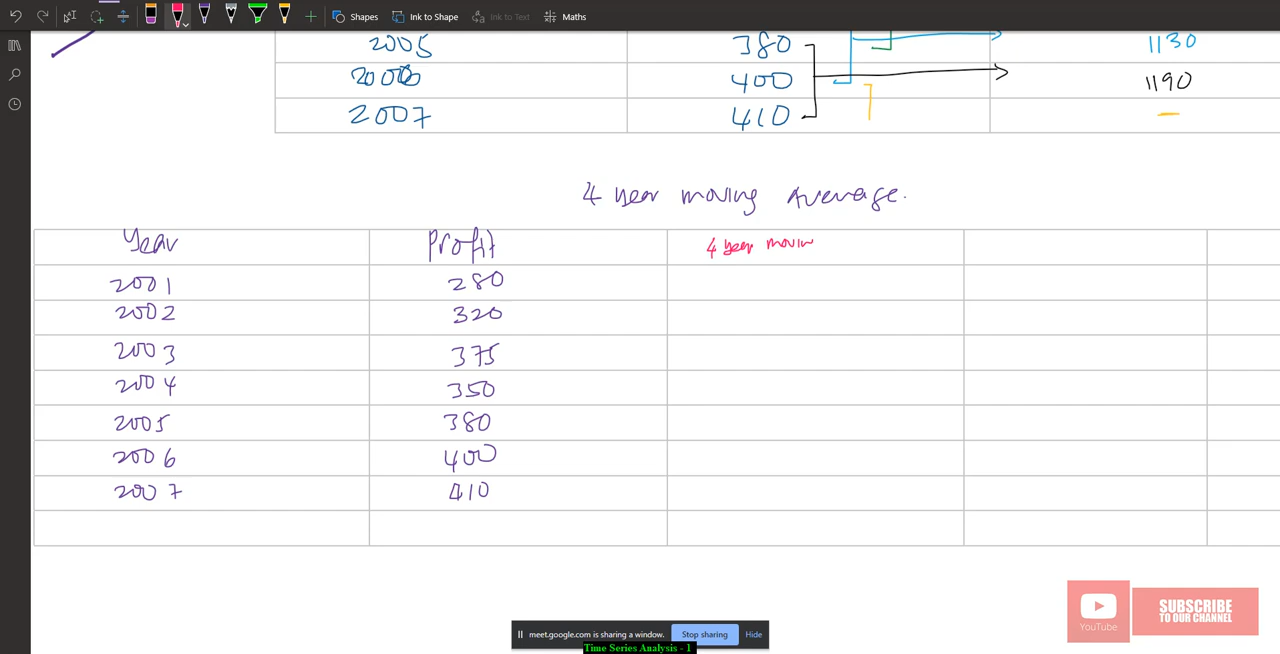 Ink to Shape
Shapes
Ink to Text
Maths
2005 380 1130
2006 400 1190
2007 410 –
4 year moving Average.
Year Profit 4 year movin
2001 280
2002 320
2003 375
2004 350
2005 380
2006 400
2007 410
YouTube
SUBSCRIBE
TO OUR CHANNEL
meet.google.com is sharing a window. Stop sharing Hide
Time Series Analysis - 1